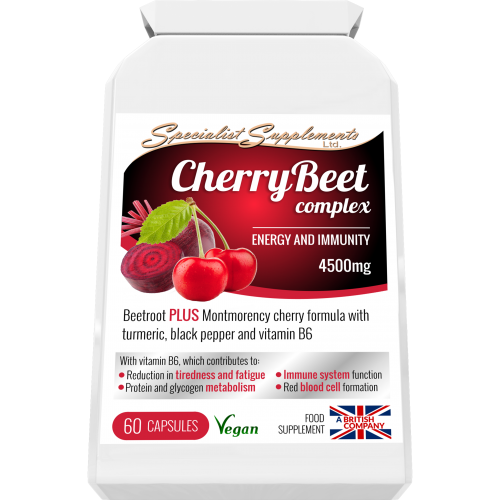 Specialist Supplements
Ltd.
CherryBeet
complex
ENERGY AND IMMUNITY
4500mg
Beetroot PLUS Montmorency cherry formula with
turmeric, black pepper and vitamin B6
With vitamin B6, which contributes to:
• Reduction in tiredness and fatigue
• Immune system function
• Protein and glycogen metabolism
• Red blood cell formation
60 CAPSULES
Vegan
FOOD
SUPPLEMENT
A BRITISH
COMPANY